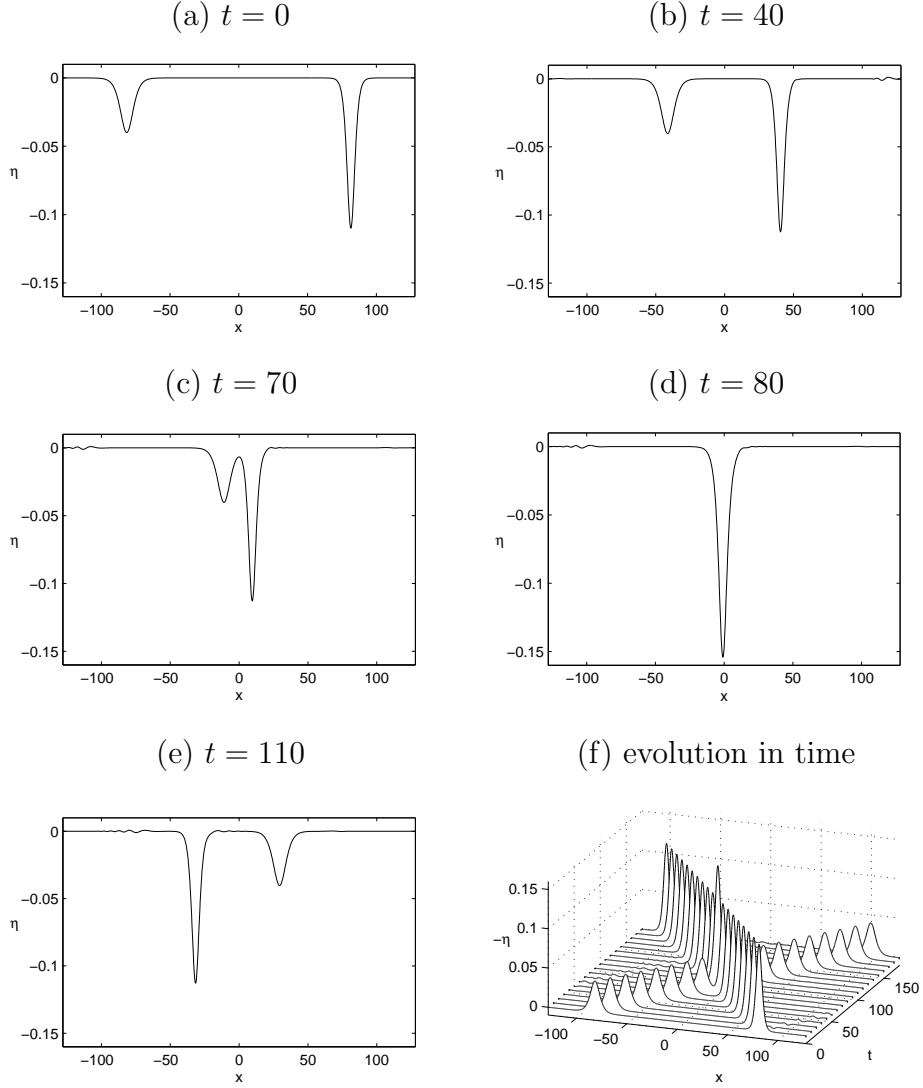 (a) t = 0
0
−0.05
η
−0.1
−0.15
−100 −50 0 50 100
x
(b) t = 40
0
−0.05
η
−0.1
−0.15
−100 −50 0 50 100
x
(c) t = 70
0
−0.05
η
−0.1
−0.15
−100 −50 0 50 100
x
(d) t = 80
0
−0.05
η
−0.1
−0.15
−100 −50 0 50 100
x
(e) t = 110
0
−0.05
η
−0.1
−0.15
−100 −50 0 50 100
x
(f) evolution in time
0.15
0.1
−η
0.05
0
−100 −50 0 50 100
x
0 50 100 150
t